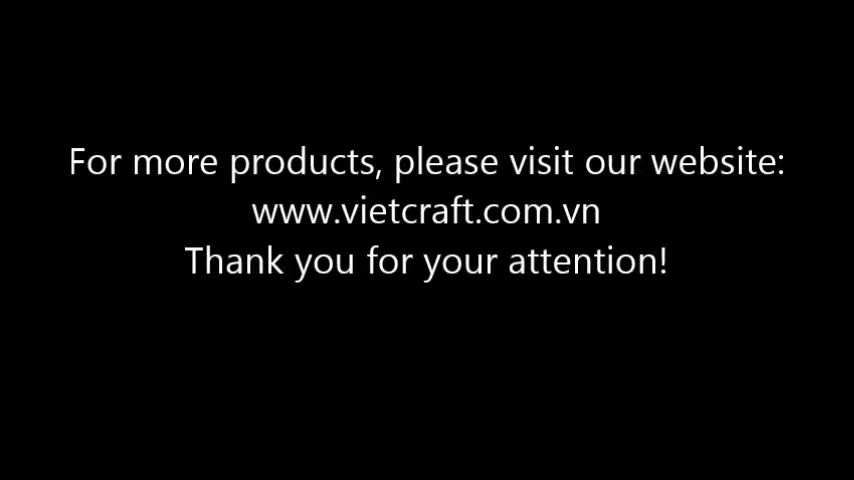 For more products, please visit our website:
www.vietcraft.com.vn
Thank you for your attention!